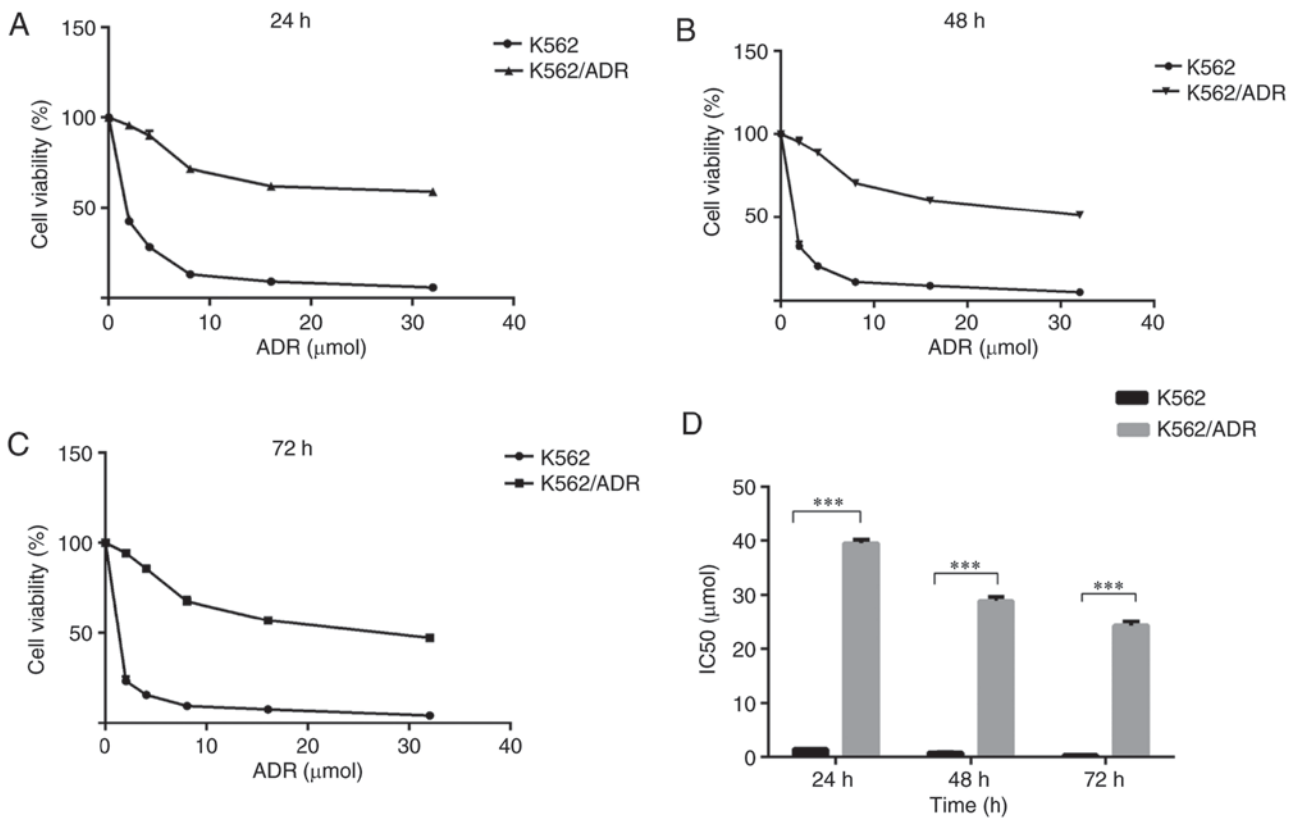 A
24 h
K562
K562/ADR
150
100
50
Cell viability (%)
0 10 20 30 40
ADR (μmol)
B
48 h
K562
K562/ADR
150
100
50
Cell viability (%)
0 10 20 30 40
ADR (μmol)
C
72 h
K562
K562/ADR
150
100
50
Cell viability (%)
0 10 20 30 40
ADR (μmol)
D
K562
K562/ADR
50
40
30
20
10
0
IC50 (μmol)
***
***
***
24 h 48 h 72 h
Time (h)